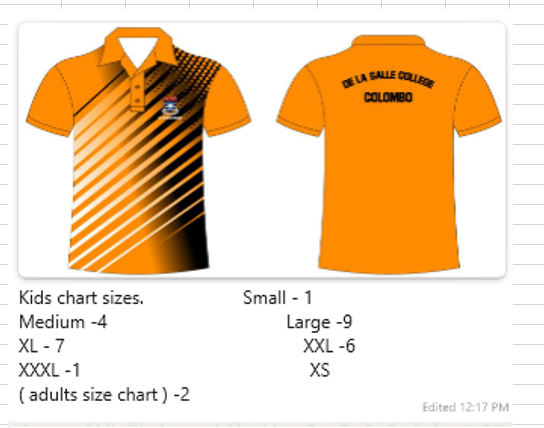 DE LA SALLE COLLEGE
COLOMBO
Kids chart sizes. Small - 1
Medium -4 Large -9
XL - 7 XXL -6
XXXL -1 XS
( adults size chart ) -2
Edited 12:17 PM